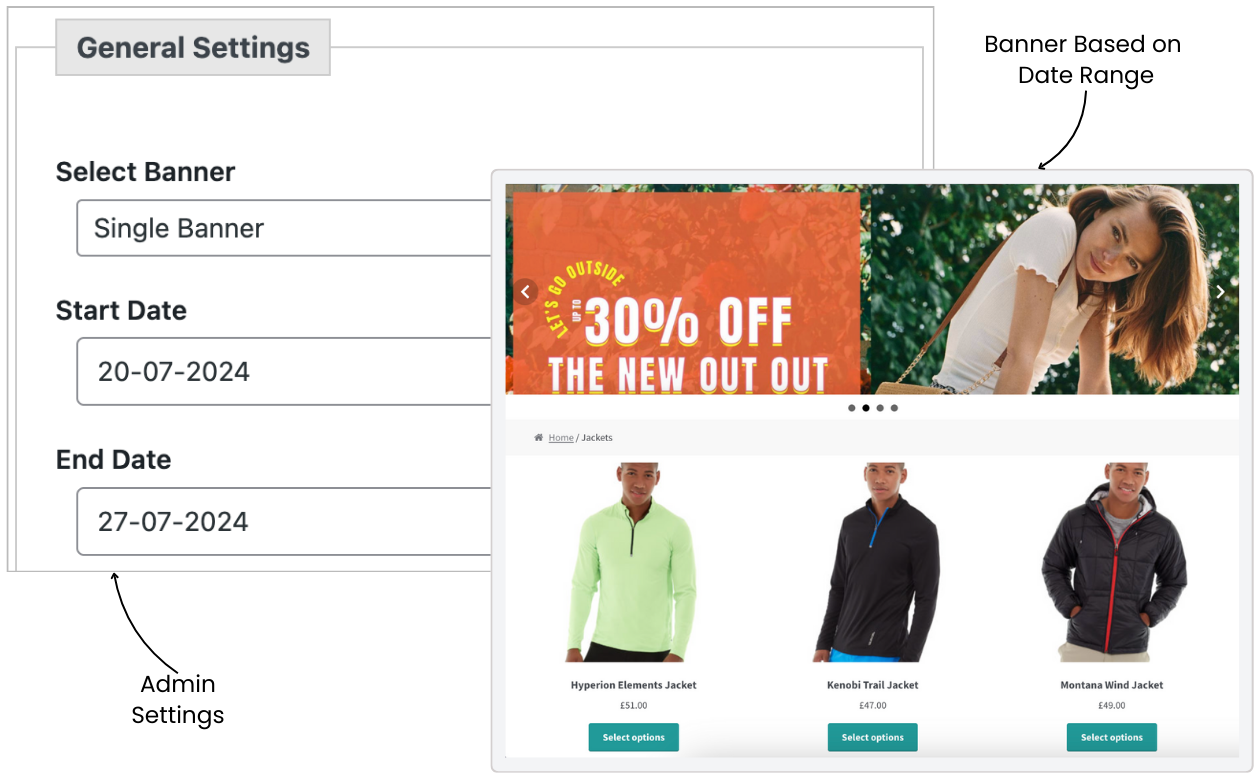 General Settings
Select Banner
Single Banner
Start Date
20-07-2024
End Date
27-07-2024
Admin
Settings
Banner Based on
Date Range
LET'S GO OUTSIDE
UP TO
30% OFF
THE NEW OUT OUT
Home / Jackets
Hyperion Elements Jacket
£51.00
Select options
Kenobi Trail Jacket
£47.00
Select options
Montana Wind Jacket
£49.00
Select options